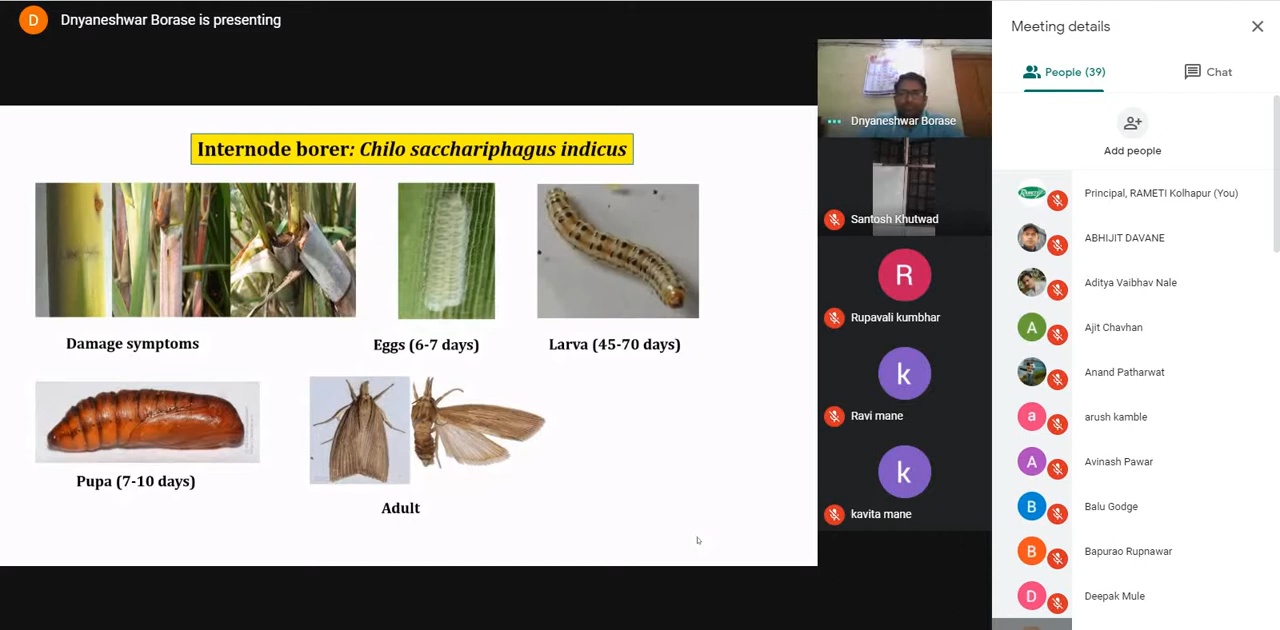 D
Dnyaneshwar Borase is presenting
Internode borer: Chilo sacchariphagus indicus
Damage symptoms
Eggs (6-7 days)
Larva (45-70 days)
Pupa (7-10 days)
Adult
Dnyaneshwar Borase
Santosh Khutwad
R
Rupavali kumbhar
k
Ravi mane
k
kavita mane
Meeting details
People (39)
Chat
Add people
Principal, RAMETI Kolhapur (You)
ABHIJIT DAVANE
Aditya Vaibhav Nale
A
Ajit Chavhan
Anand Patharwat
a
arush kamble
A
Avinash Pawar
B
Balu Godge
B
Bapurao Rupnawar
D
Deepak Mule